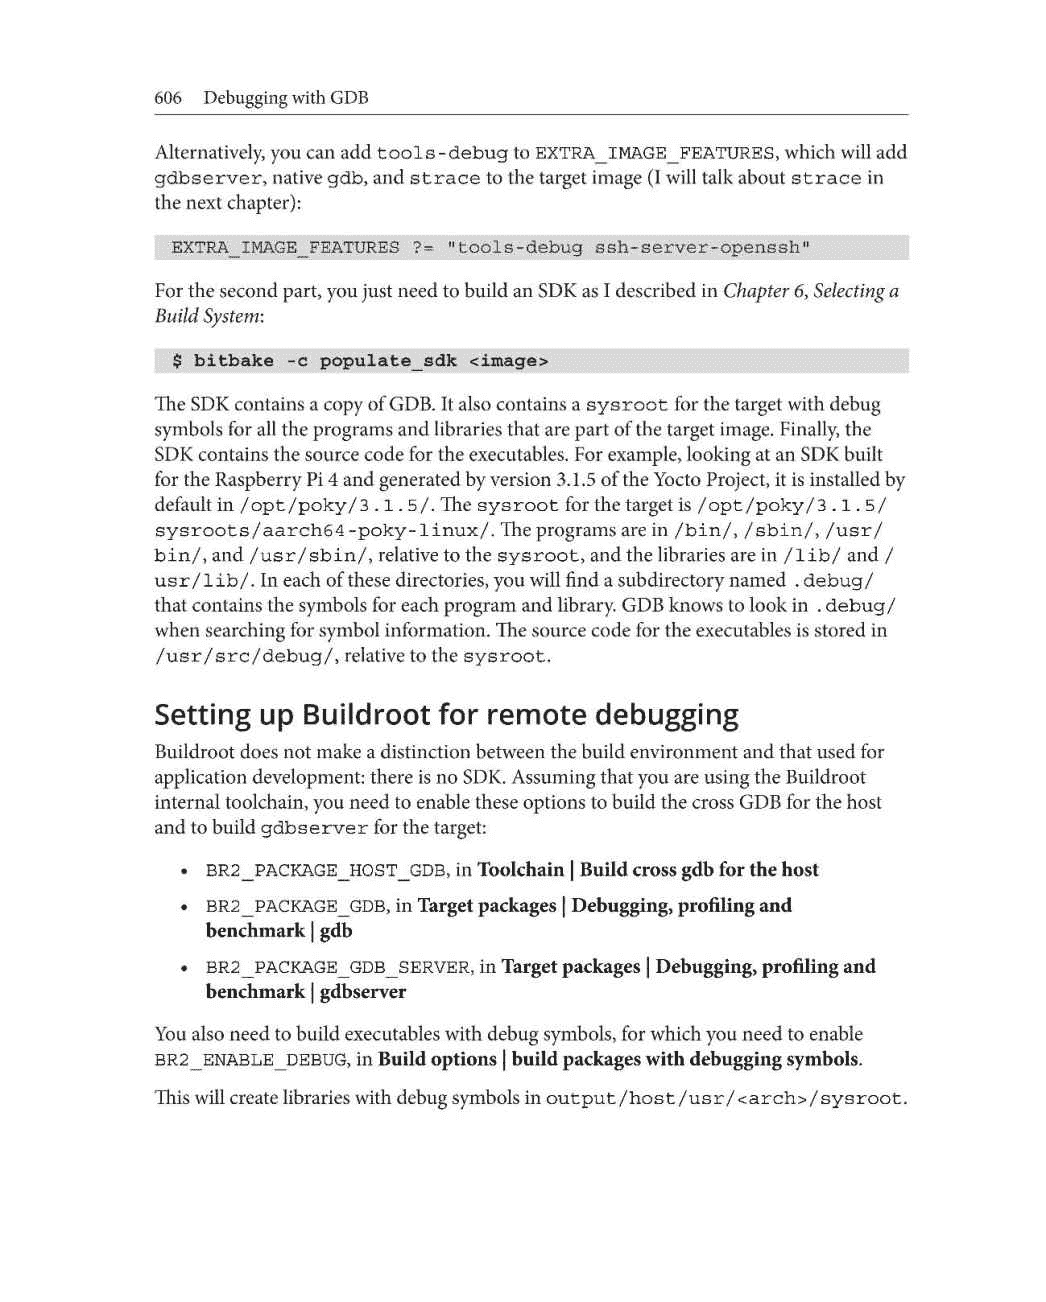 606 Debugging with GDB
Alternatively, you can add tools-debug to EXTRA_IMAGE_FEATURES, which will add
gdbserver, native gdb, and strace to the target image (I will talk about strace in
the next chapter):
EXTRA_IMAGE_FEATURES ?= "tools-debug ssh-server-openssh"
For the second part, you just need to build an SDK as I described in Chapter 6, Selecting a
Build System:
$ bitbake -c populate_sdk <image>
The SDK contains a copy of GDB. It also contains a sysroot for the target with debug
symbols for all the programs and libraries that are part of the target image. Finally, the
SDK contains the source code for the executables. For example, looking at an SDK built
for the Raspberry Pi 4 and generated by version 3.1.5 of the Yocto Project, it is installed by
default in /opt/poky/3.1.5/. The sysroot for the target is /opt/poky/3.1.5/
sysroots/aarch64-poky-linux/. The programs are in /bin/, /sbin/, /usr/
bin/, and /usr/sbin/, relative to the sysroot, and the libraries are in /lib/ and /
usr/lib/. In each of these directories, you will find a subdirectory named .debug/
that contains the symbols for each program and library. GDB knows to look in .debug/
when searching for symbol information. The source code for the executables is stored in
/usr/src/debug/, relative to the sysroot.
Setting up Buildroot for remote debugging
Buildroot does not make a distinction between the build environment and that used for
application development: there is no SDK. Assuming that you are using the Buildroot
internal toolchain, you need to enable these options to build the cross GDB for the host
and to build gdbserver for the target:
• BR2_PACKAGE_HOST_GDB, in Toolchain | Build cross gdb for the host
• BR2_PACKAGE_GDB, in Target packages | Debugging, profiling and
benchmark | gdb
• BR2_PACKAGE_GDB_SERVER, in Target packages | Debugging, profiling and
benchmark | gdbserver
You also need to build executables with debug symbols, for which you need to enable
BR2_ENABLE_DEBUG, in Build options | build packages with debugging symbols.
This will create libraries with debug symbols in output/host/usr/<arch>/sysroot.